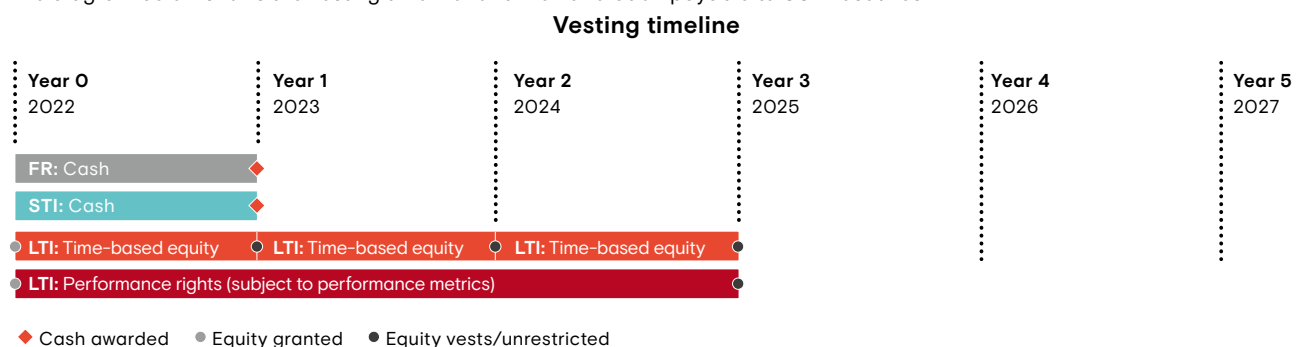 Vesting timeline
Year 0 Year 1 Year 2 Year 3 Year 4 Year 5
2022 2023 2024 2025 2026 2027
FR: Cash
STI: Cash
LTI: Time-based equity LTI: Time-based equity LTI: Time-based equity
LTI: Performance rights (subject to performance metrics)
Cash awarded Equity granted Equity vests/unrestricted